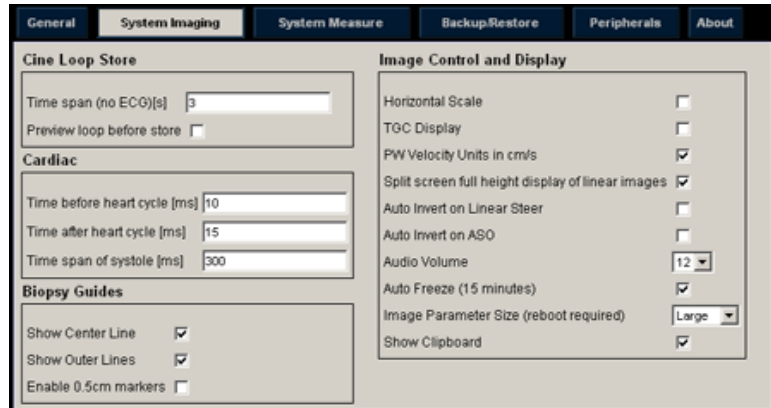 General System Imaging System Measure Backup/Restore Peripherals About
Cine Loop Store
Time span (no ECG)[s] 3
Preview loop before store
Cardiac
Time before heart cycle [ms] 10
Time after heart cycle [ms] 15
Time span of systole [ms] 300
Biopsy Guides
Show Center Line
Show Outer Lines
Enable 0.5cm markers
Image Control and Display
Horizontal Scale
TGC Display
PW Velocity Units in cm/s
Split screen full height display of linear images
Auto Invert on Linear Steer
Auto Invert on ASO
Audio Volume 12
Auto Freeze (15 minutes)
Image Parameter Size (reboot required) Large
Show Clipboard